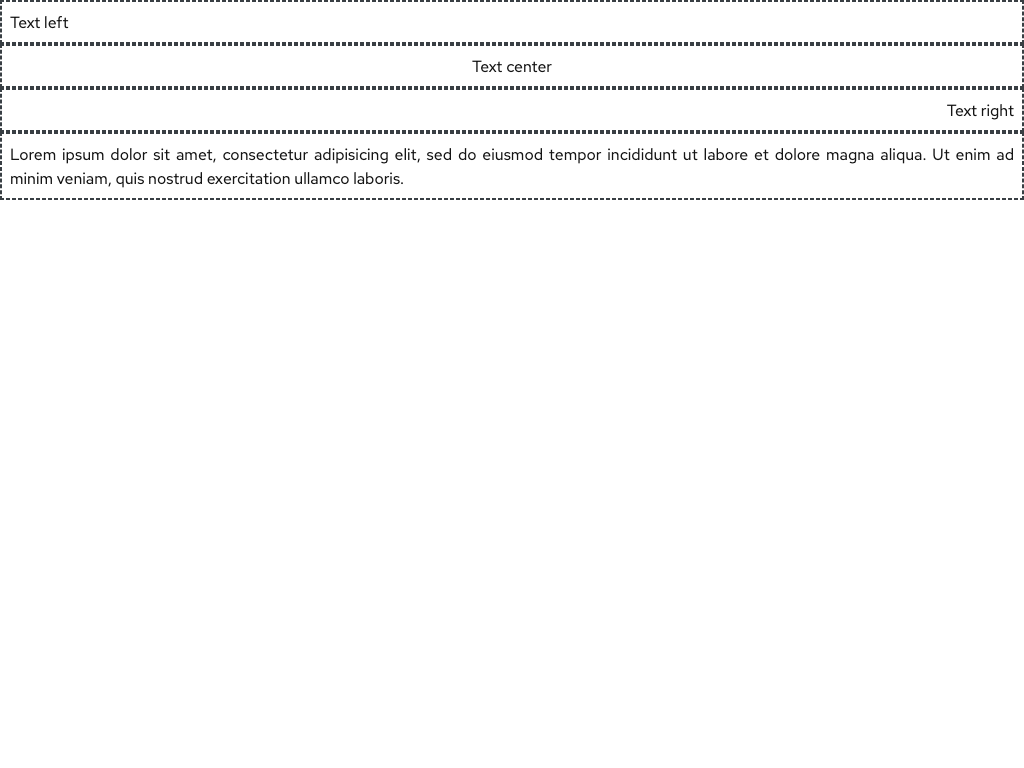 Text left
Text center
Text right
Lorem ipsum dolor sit amet, consectetur adipisicing elit, sed do eiusmod tempor incididunt ut labore et dolore magna aliqua. Ut enim ad
minim veniam, quis nostrud exercitation ullamco laboris.